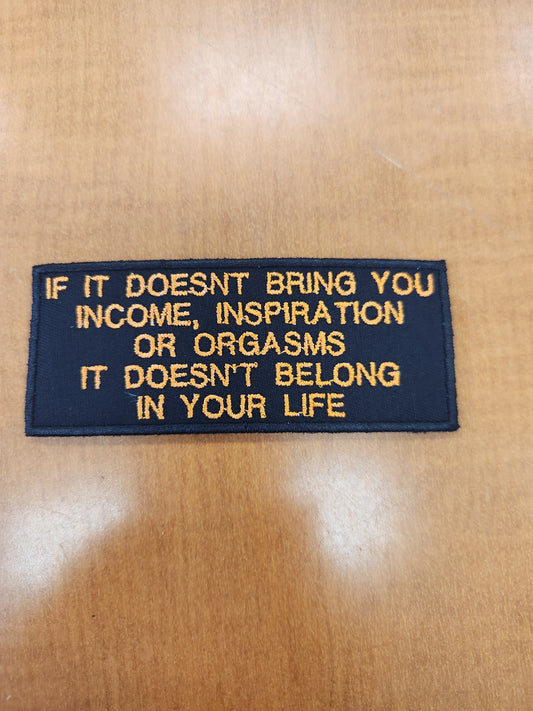 IF IT DOESNT BRING YOU
INCOME, INSPIRATION
OR ORGASMS
IT DOESN'T BELONG
IN YOUR LIFE